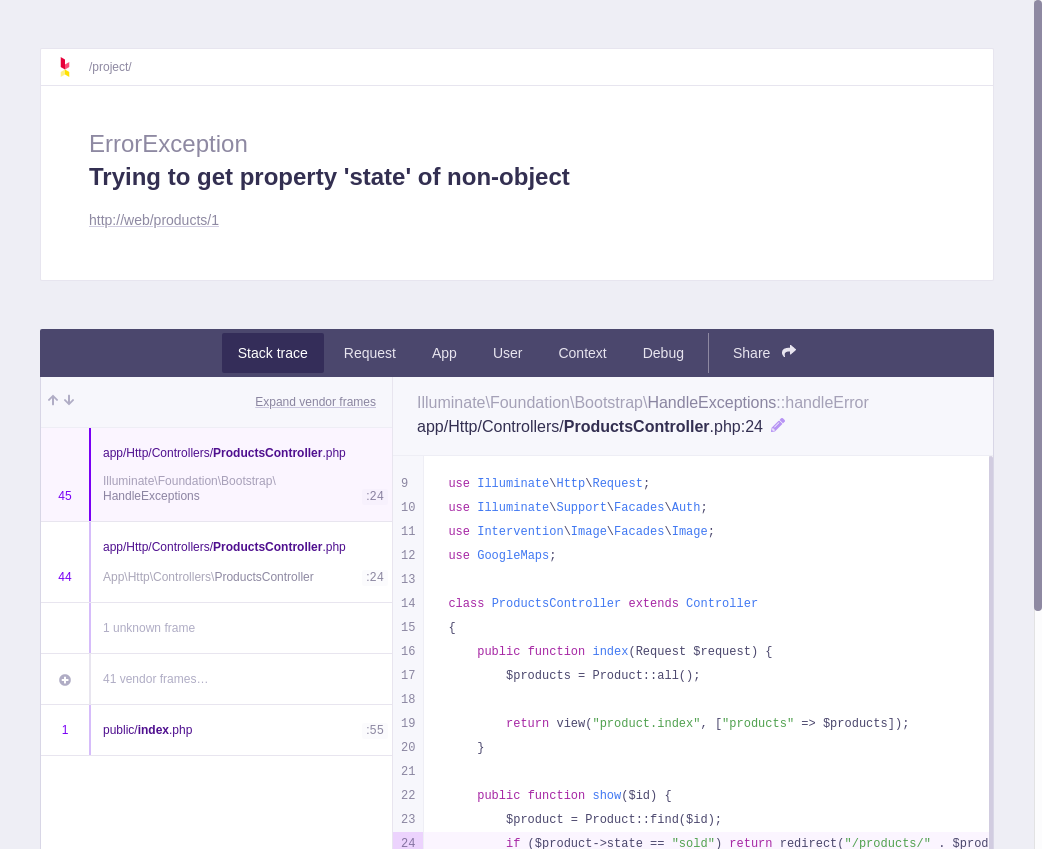 /project/
ErrorException
Trying to get property 'state' of non-object
http://web/products/1
Stack trace Request App User Context Debug Share
Expand vendor frames
app/Http/Controllers/ProductsController.php
Illuminate\Foundation\Bootstrap\
45 HandleExceptions :24
app/Http/Controllers/ProductsController.php
44 App\Http\Controllers\ProductsController :24
1 unknown frame
41 vendor frames…
1 public/index.php :55
Illuminate\Foundation\Bootstrap\HandleExceptions::handleError
app/Http/Controllers/ProductsController.php:24
9 use Illuminate\Http\Request;
10 use Illuminate\Support\Facades\Auth;
11 use Intervention\Image\Facades\Image;
12 use GoogleMaps;
13
14 class ProductsController extends Controller
15 {
16     public function index(Request $request) {
17         $products = Product::all();
18
19         return view("product.index", ["products" => $products]);
20     }
21
22     public function show($id) {
23         $product = Product::find($id);
24         if ($product->state == "sold") return redirect("/products/" . $prod